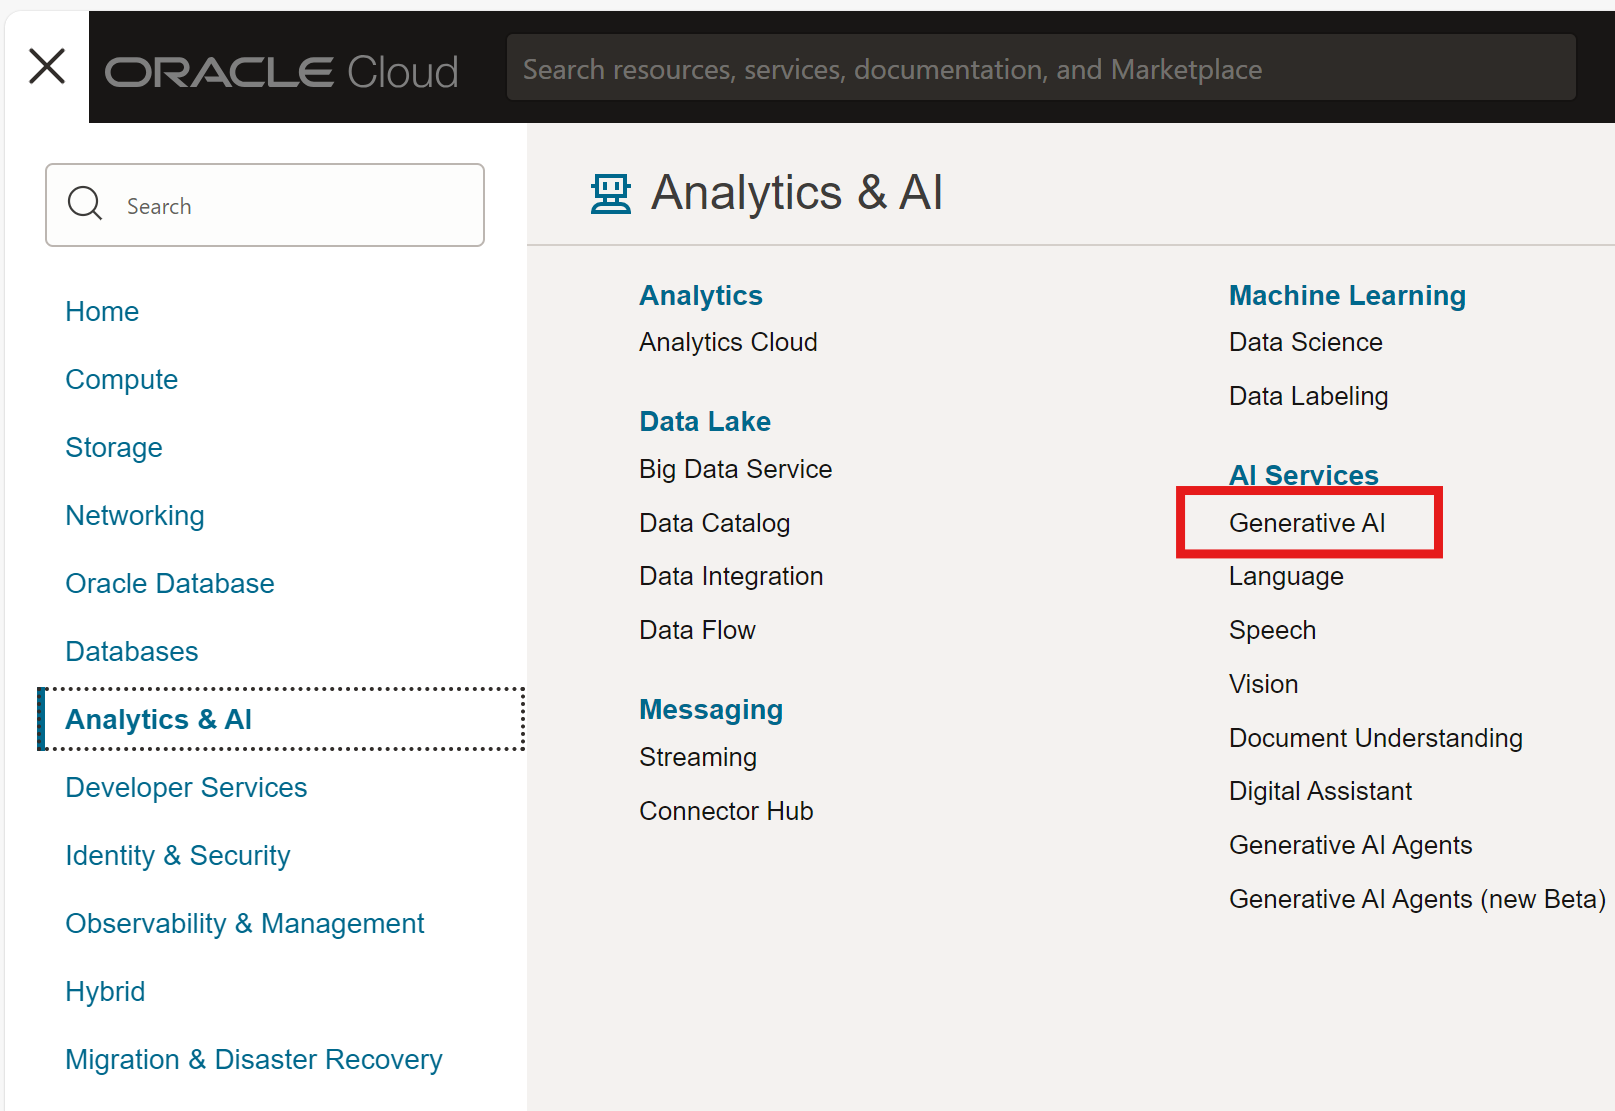 ORACLE Cloud
Search resources, services, documentation, and Marketplace
Search
Home
Compute
Storage
Networking
Oracle Database
Databases
Analytics & AI
Developer Services
Identity & Security
Observability & Management
Hybrid
Migration & Disaster Recovery
Analytics & AI
Analytics
Analytics Cloud
Data Lake
Big Data Service
Data Catalog
Data Integration
Data Flow
Messaging
Streaming
Connector Hub
Machine Learning
Data Science
Data Labeling
AI Services
Generative AI
Language
Speech
Vision
Document Understanding
Digital Assistant
Generative AI Agents
Generative AI Agents (new Beta)